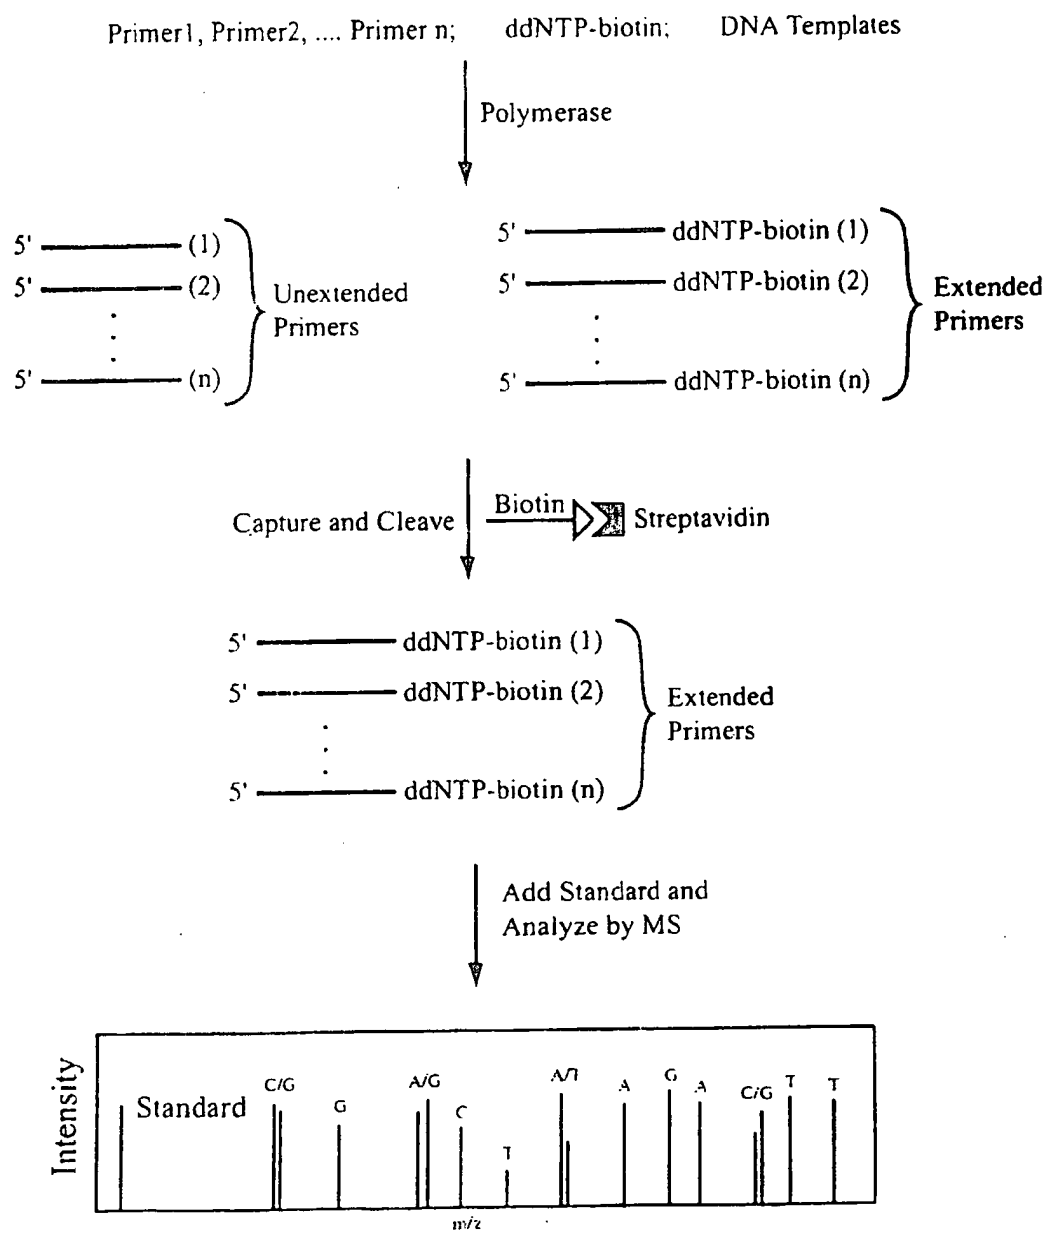 Primer1, Primer2, .... Primer n; ddNTP-biotin; DNA Templates
Polymerase
5' (1)
5' (2)
5' (n)
Unextended
Primers
5' ddNTP-biotin (1)
5' ddNTP-biotin (2)
5' ddNTP-biotin (n)
Extended
Primers
Capture and Cleave
Biotin
Streptavidin
5' ddNTP-biotin (1)
5' ddNTP-biotin (2)
5' ddNTP-biotin (n)
Extended
Primers
Add Standard and
Analyze by MS
Intensity
Standard
C/G
G
A/G
C
T
A/T
A
G
A
C/G
T
T
m/z